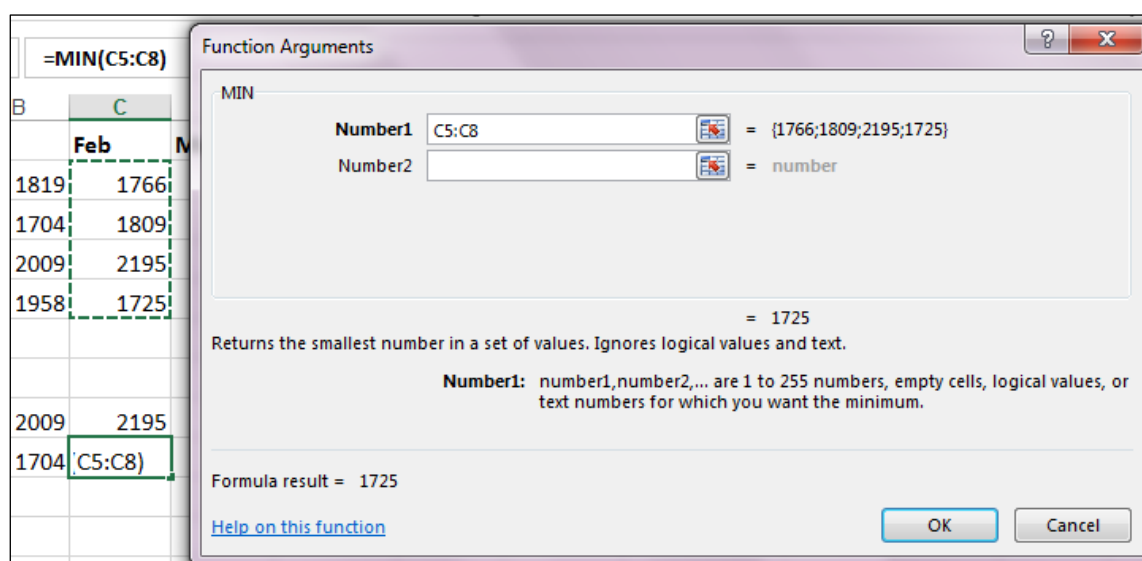 =MIN(C5:C8)
B C
Feb M
1819 1766
1704 1809
2009 2195
1958 1725
2009 2195
1704 (C5:C8)
Function Arguments
? X
MIN
Number1 C5:C8 = {1766;1809;2195;1725}
Number2 = number
= 1725
Returns the smallest number in a set of values. Ignores logical values and text.
Number1: number1,number2,... are 1 to 255 numbers, empty cells, logical values, or
text numbers for which you want the minimum.
Formula result = 1725
Help on this function
OK Cancel